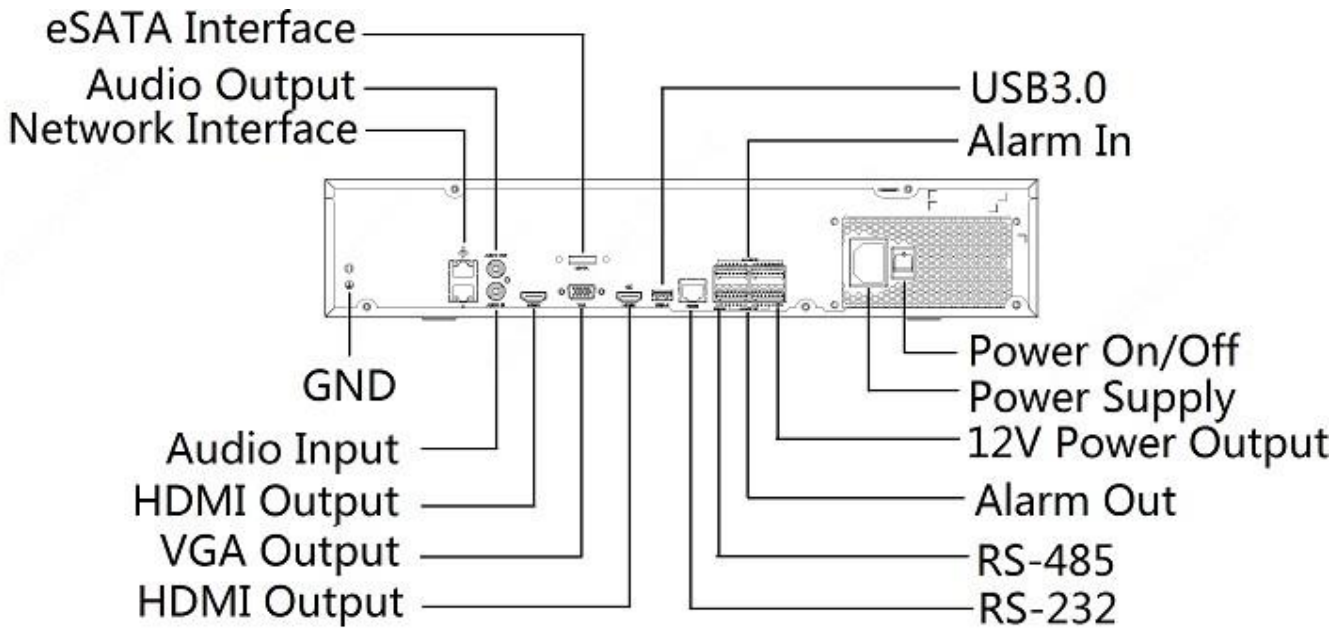 eSATA Interface
Audio Output
Network Interface
USB3.0
Alarm In
GND
Audio Input
HDMI Output
VGA Output
HDMI Output
Power On/Off
Power Supply
12V Power Output
Alarm Out
RS-485
RS-232